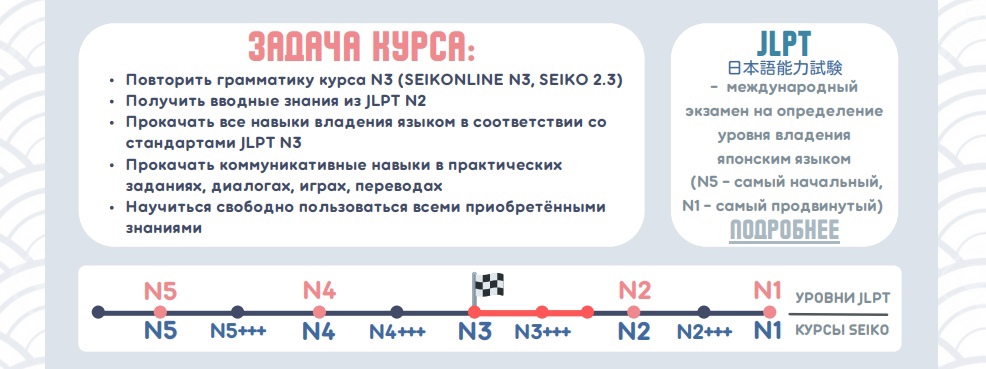 ЗАДАЧА КУРСА:
• Повторить грамматику курса N3 (SEIKONLINE N3, SEIKO 2.3)
• Получить вводные знания из JLPT N2
• Прокачать все навыки владения языком в соответствии со
стандартами JLPT N3
• Прокачать коммуникативные навыки в практических
заданиях, диалогах, играх, переводах
• Научиться свободно пользоваться всеми приобретёнными
знаниями
JLPT
日本語能力試験
– международный
экзамен на определение
уровня владения
японским языком
(N5 – самый начальный,
N1 – самый продвинутый)
ПОДРОБНЕЕ
N5 N4 N2 N1 УРОВНИ JLPT
N5 N5+++ N4 N4+++ N3 N3+++ N2 N2+++ N1 КУРСЫ SEIKO